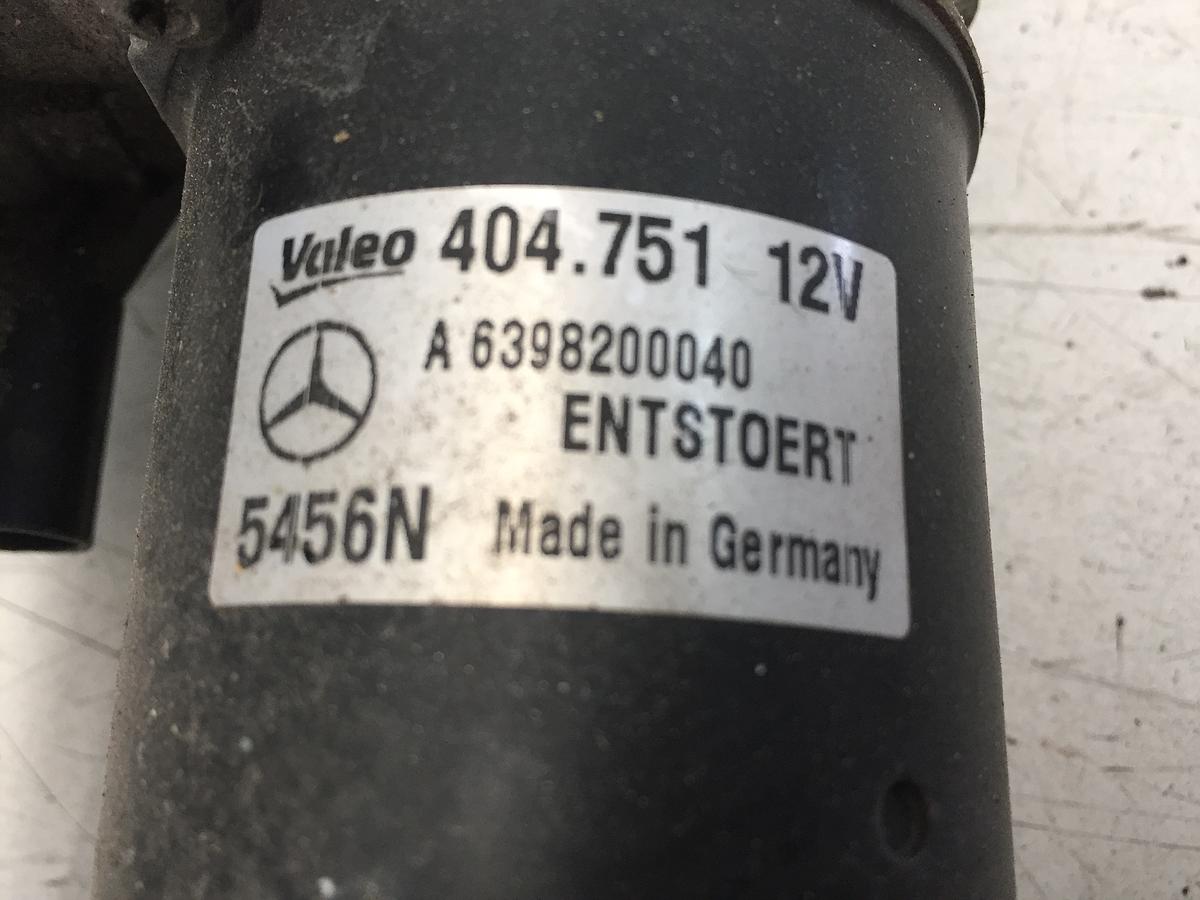 Valeo 404.751 12V
A 6398200040
ENTSTOERT
5456N Made in Germany